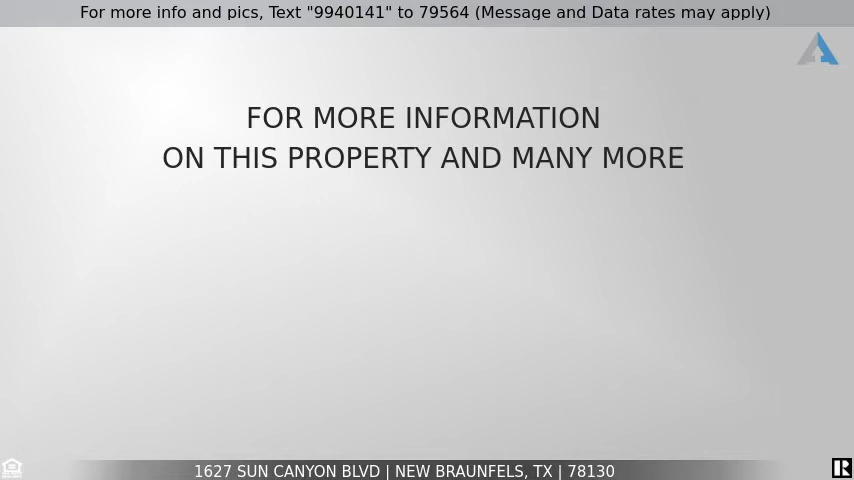 For more info and pics, Text "9940141" to 79564 (Message and Data rates may apply)
FOR MORE INFORMATION
ON THIS PROPERTY AND MANY MORE
1627 SUN CANYON BLVD | NEW BRAUNFELS, TX | 78130